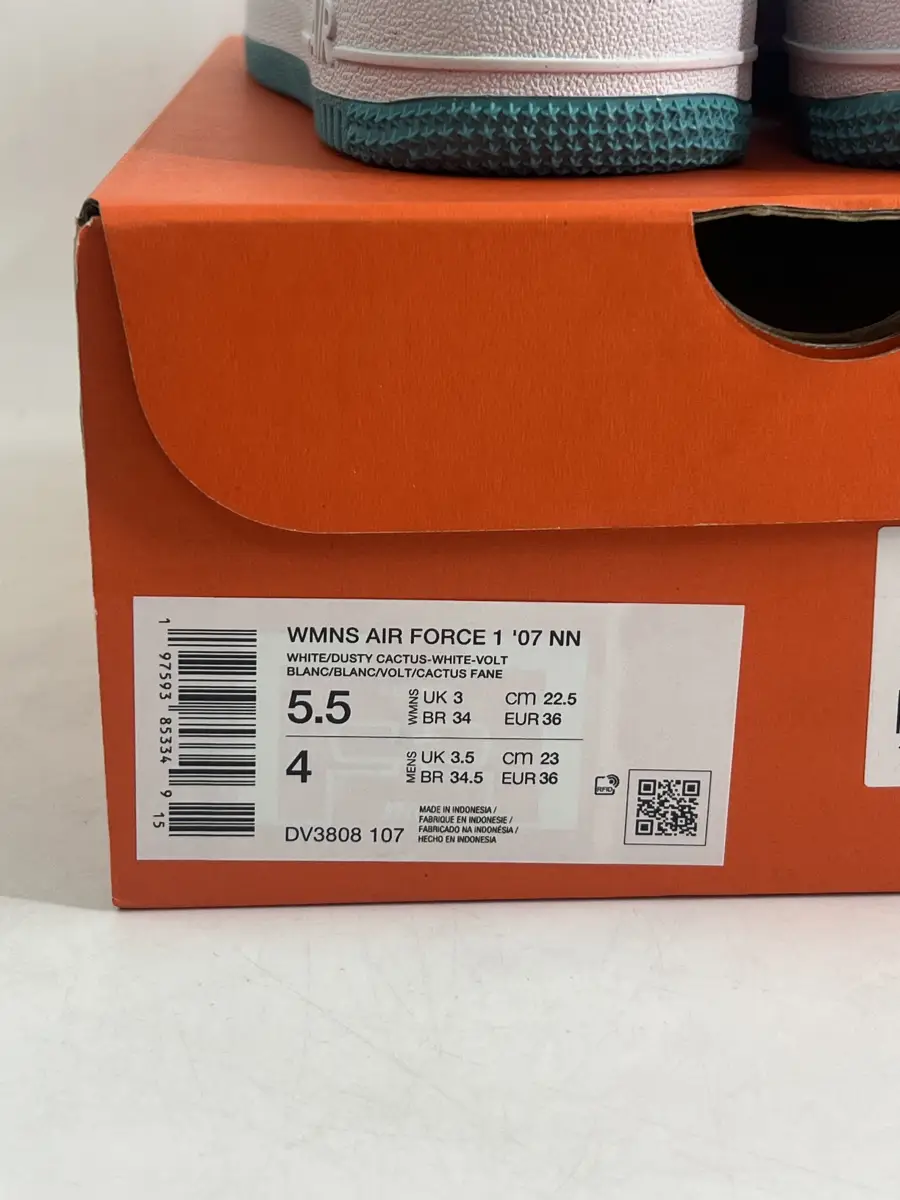 WMNS AIR FORCE 1 '07 NN
WHITE/DUSTY CACTUS-WHITE-VOLT
BLANC/BLANC/VOLT/CACTUS FANE
5.5
WMNS
UK 3 cm 22.5
BR 34 EUR 36
4
MENS
UK 3.5 cm 23
BR 34.5 EUR 36
RFID
DV3808 107
MADE IN INDONESIA /
FABRIQUE EN INDONESIE /
FABRICADO NA INDONÉSIA /
HECHO EN INDONESIA
1 97593 85334 9 15